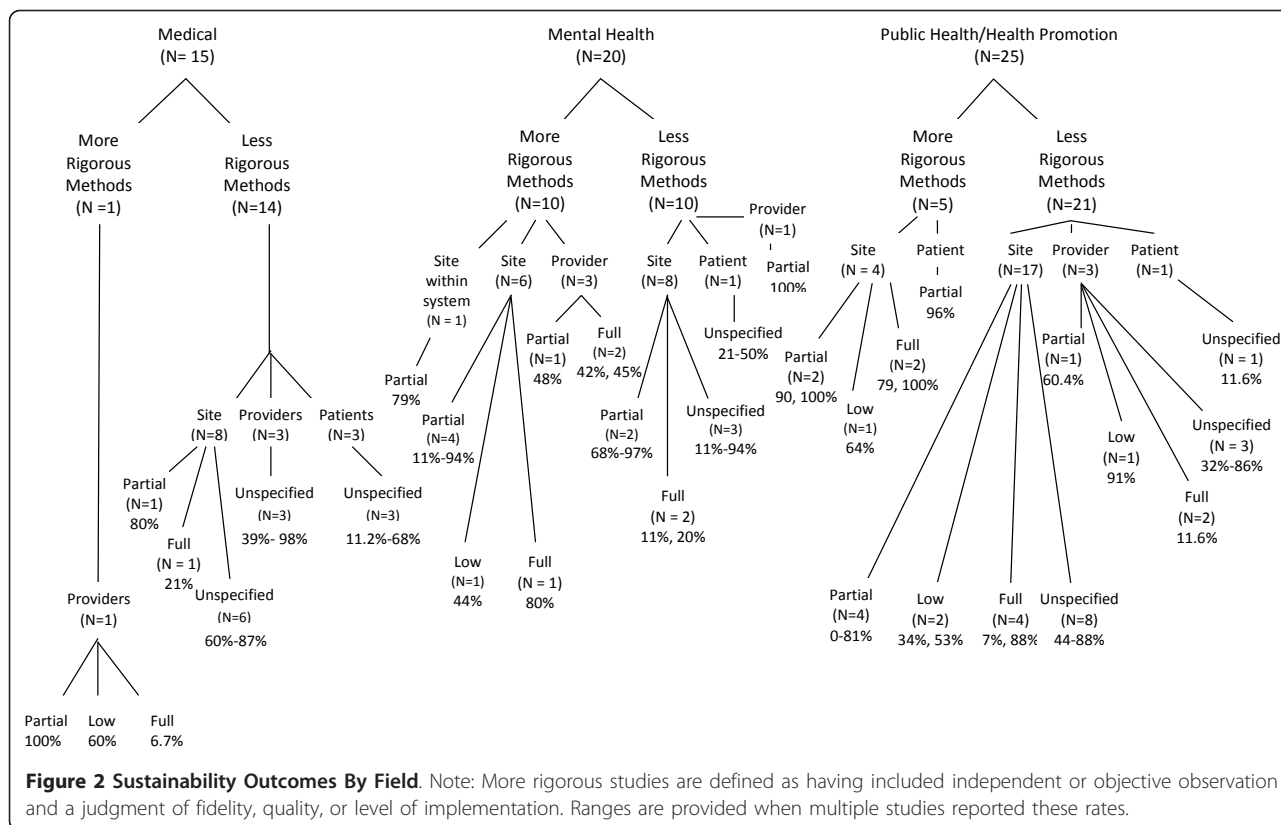 Medical
(N= 15)
More
Rigorous
Methods
(N =1)
Less
Rigorous
Methods
(N=14)
Site
(N=8)
Providers
(N=3)
Patients
(N=3)
Partial
(N=1)
80%
Full
(N = 1)
21%
Unspecified
(N=6)
60%-87%
Unspecified
(N=3)
39%- 98%
Unspecified
(N=3)
11.2%-68%
Providers
(N=1)
Partial
100%
Low
60%
Full
6.7%
Mental Health
(N=20)
More
Rigorous
Methods
(N=10)
Less
Rigorous
Methods
(N=10)
Site
within
system
(N = 1)
Partial
79%
Site
(N=6)
Partial
(N=4)
11%-94%
Low
(N=1)
44%
Full
(N = 1)
80%
Provider
(N=3)
Partial
(N=1)
48%
Full
(N=2)
42%, 45%
Site
(N=8)
Partial
(N=2)
68%-97%
Full
(N = 2)
11%, 20%
Unspecified
(N=3)
11%-94%
Patient
(N=1)
Unspecified
21-50%
Provider
(N=1)
Partial
100%
Public Health/Health Promotion
(N=25)
More
Rigorous
Methods
(N=5)
Less
Rigorous
Methods
(N=21)
Site
(N = 4)
Partial
(N=2)
90, 100%
Low
(N=1)
64%
Full
(N=2)
79, 100%
Patient
Partial
96%
Site
(N=17)
Partial
(N=4)
0-81%
Low
(N=2)
34%, 53%
Full
(N=4)
7%, 88%
Unspecified
(N=8)
44-88%
Provider
(N=3)
Partial
(N=1)
60.4%
Low
(N=1)
91%
Full
(N=2)
11.6%
Unspecified
(N = 3)
32%-86%
Patient
(N=1)
Unspecified
(N = 1)
11.6%
Figure 2 Sustainability Outcomes By Field. Note: More rigorous studies are defined as having included independent or objective observation
and a judgment of fidelity, quality, or level of implementation. Ranges are provided when multiple studies reported these rates.